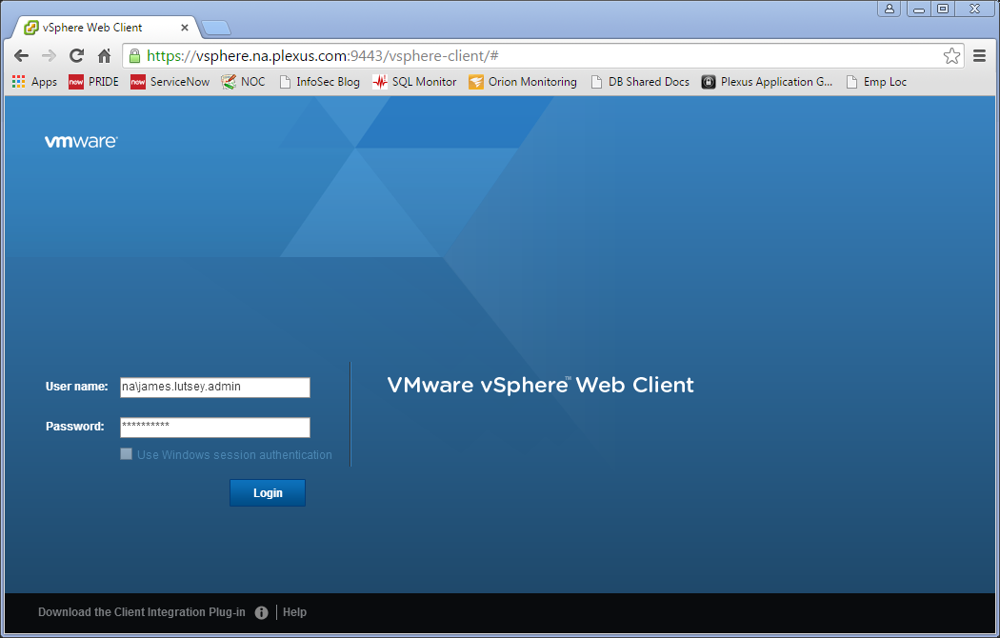 vSphere Web Client
https://vsphere.na.plexus.com:9443/vsphere-client/#
Apps now PRIDE now ServiceNow NOC InfoSec Blog SQL Monitor Orion Monitoring DB Shared Docs Plexus Application G... Emp Loc
vmware®
User name: na\james.lutsey.admin
VMware vSphere™ Web Client
Password: **********
Use Windows session authentication
Login
Download the Client Integration Plug-in Help